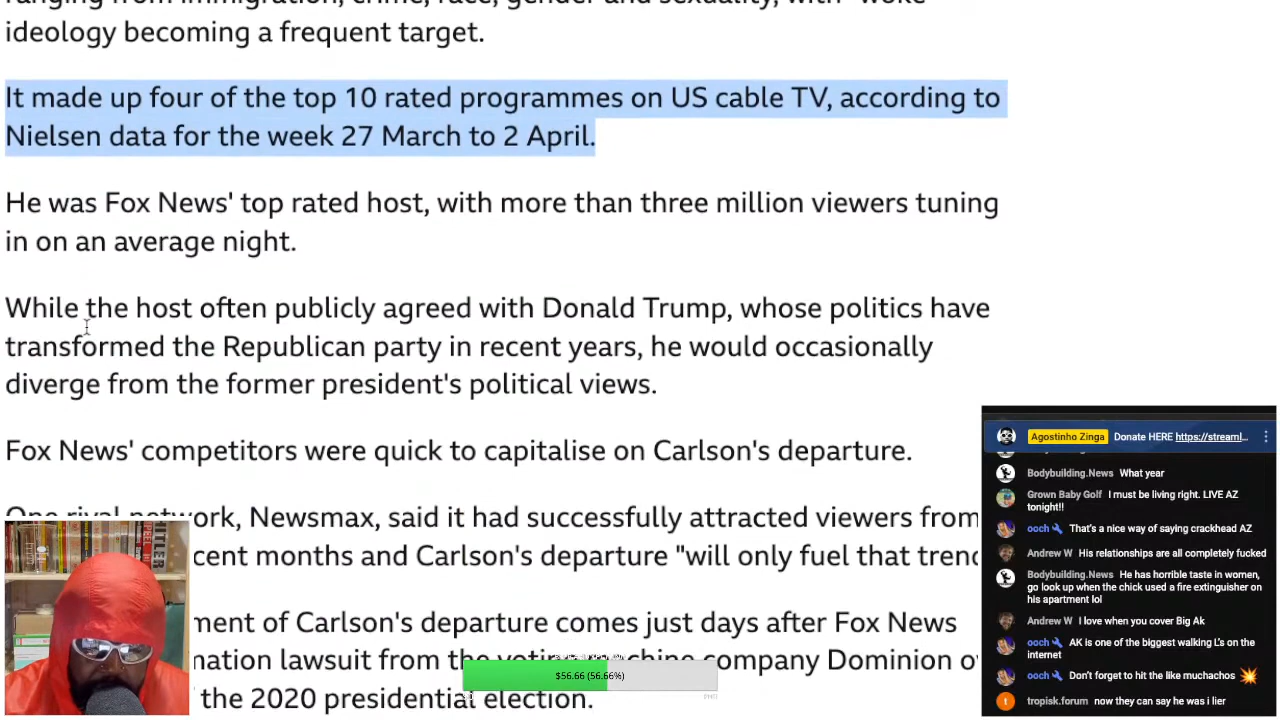 ranging from immigration, crime, race, gender and sexuality, with "woke"
ideology becoming a frequent target.
It made up four of the top 10 rated programmes on US cable TV, according to
Nielsen data for the week 27 March to 2 April.
He was Fox News' top rated host, with more than three million viewers tuning
in on an average night.
While the host often publicly agreed with Donald Trump, whose politics have
transformed the Republican party in recent years, he would occasionally
diverge from the former president's political views.
Fox News' competitors were quick to capitalise on Carlson's departure.
One rival network, Newsmax, said it had successfully attracted viewers from
cent months and Carlson's departure "will only fuel that trend
ment of Carlson's departure comes just days after Fox News
mation lawsuit from the voting machine company Dominion ov
the 2020 presidential election.
$56.66 (56.66%)
Agostinho Zinga Donate HERE https://streaml...
Bodybuilding.News What year
Grown Baby Golf I must be living right. LIVE AZ
tonight!!
ooch That's a nice way of saying crackhead AZ
Andrew W His relationships are all completely fucked
Bodybuilding.News He has horrible taste in women,
go look up when the chick used a fire extinguisher on
his apartment lol
Andrew W I love when you cover Big Ak
ooch AK is one of the biggest walking L's on the
internet
ooch Don't forget to hit the like muchachos
tropisk.forum now they can say he was i lier